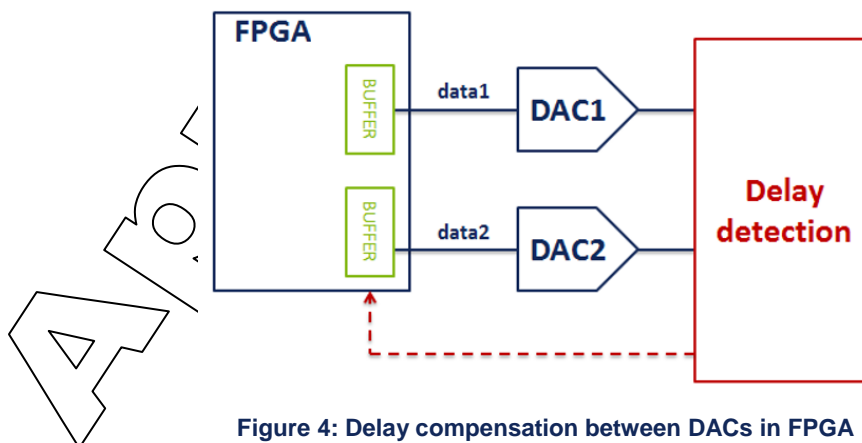 FPGA
BUFFER
data1
DAC1
BUFFER
data2
DAC2
Delay
detection
Figure 4: Delay compensation between DACs in FPGA